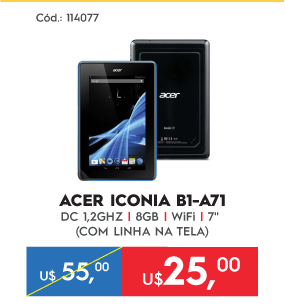 Cód.: 114077
acer
acer
ACER ICONIA B1-A71
DC 1,2GHZ | 8GB | WiFi | 7"
(COM LINHA NA TELA)
U$ 55,00
U$25,00